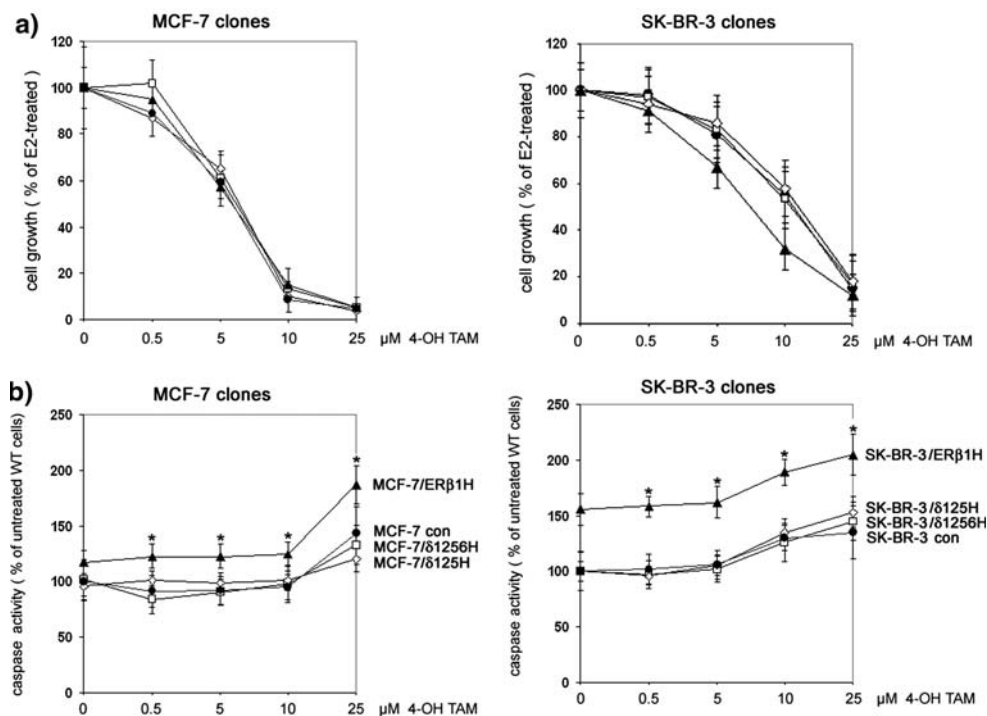 a)
MCF-7 clones
cell growth ( % of E2-treated )
120
100
80
60
40
20
0
0 0.5 5 10 25 µM 4-OH TAM
SK-BR-3 clones
cell growth ( % of E2-treated )
120
100
80
60
40
20
0
0 0.5 5 10 25 µM 4-OH TAM
b)
MCF-7 clones
caspase activity ( % of untreated WT cells)
250
200
150
100
50
0
* * * *
MCF-7/ERβ1H
MCF-7 con
MCF-7/δ1256H
MCF-7/δ125H
0 0.5 5 10 25 µM 4-OH TAM
SK-BR-3 clones
caspase activity ( % of untreated WT cells)
250
200
150
100
50
0
* * * *
SK-BR-3/ERβ1H
SK-BR-3/δ125H
SK-BR-3/δ1256H
SK-BR-3 con
0 0.5 5 10 25 µM 4-OH TAM